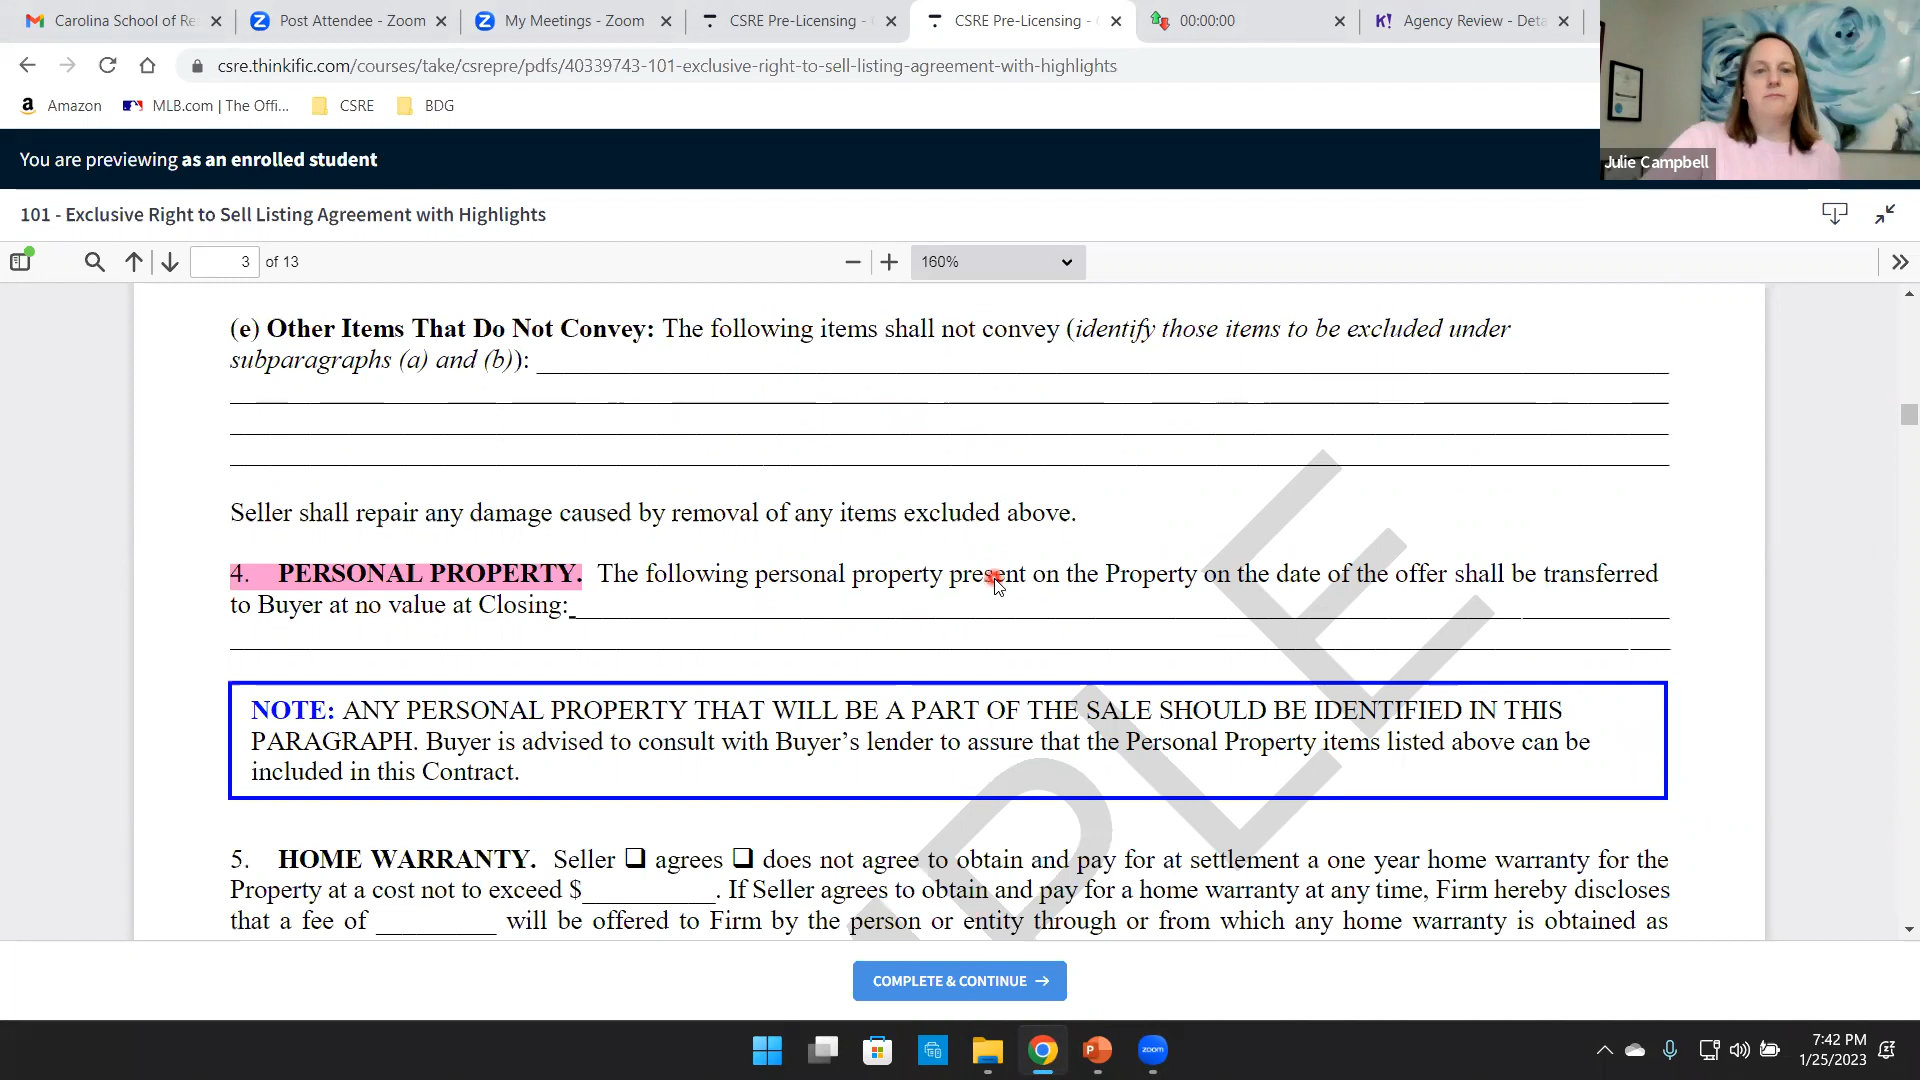 Carolina School of Re
Post Attendee - Zoom
My Meetings - Zoom
CSRE Pre-Licensing -
CSRE Pre-Licensing -
00:00:00
K! Agency Review - Deta
csre.thinkific.com/courses/take/csrepre/pdfs/40339743-101-exclusive-right-to-sell-listing-agreement-with-highlights
Amazon
MLB.com | The Offi...
CSRE
BDG
Julie Campbell
You are previewing as an enrolled student
101 - Exclusive Right to Sell Listing Agreement with Highlights
3 of 13
160%
(e) Other Items That Do Not Convey: The following items shall not convey (identify those items to be excluded under
subparagraphs (a) and (b)):
Seller shall repair any damage caused by removal of any items excluded above.
4. PERSONAL PROPERTY. The following personal property present on the Property on the date of the offer shall be transferred
to Buyer at no value at Closing:
NOTE: ANY PERSONAL PROPERTY THAT WILL BE A PART OF THE SALE SHOULD BE IDENTIFIED IN THIS
PARAGRAPH. Buyer is advised to consult with Buyer’s lender to assure that the Personal Property items listed above can be
included in this Contract.
5. HOME WARRANTY. Seller ❑ agrees ❑ does not agree to obtain and pay for at settlement a one year home warranty for the
Property at a cost not to exceed $__________. If Seller agrees to obtain and pay for a home warranty at any time, Firm hereby discloses
that a fee of _________ will be offered to Firm by the person or entity through or from which any home warranty is obtained as
COMPLETE & CONTINUE →
zoom
7:42 PM
1/25/2023